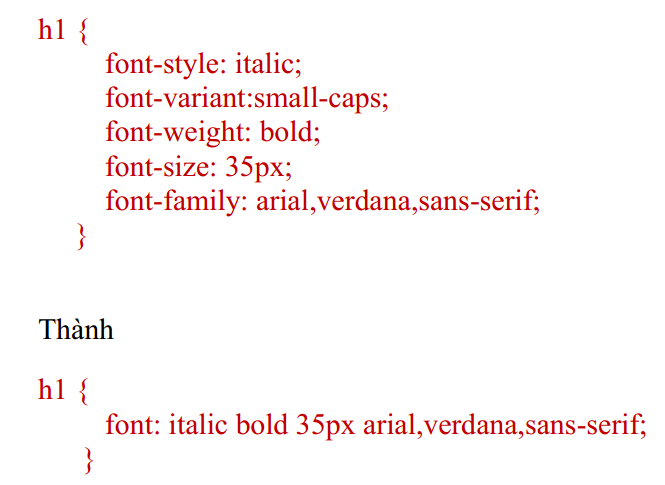 h1 {
font-style: italic;
font-variant:small-caps;
font-weight: bold;
font-size: 35px;
font-family: arial,verdana,sans-serif;
}
Thành
h1 {
font: italic bold 35px arial,verdana,sans-serif;
}